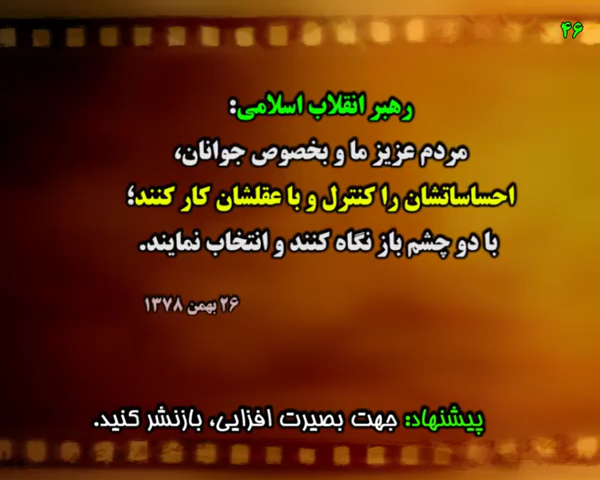 ۴۶
رهبر انقلاب اسلامی:
مردم عزیز ما و بخصوص جوانان،
احساساتشان را کنترل و با عقلشان کار کنند؛
با دو چشم باز نگاه کنند و انتخاب نمایند.
۲۶ بهمن ۱۳۷۸
پیشنهاد: جهت بصیرت افزایی، بازنشر کنید.